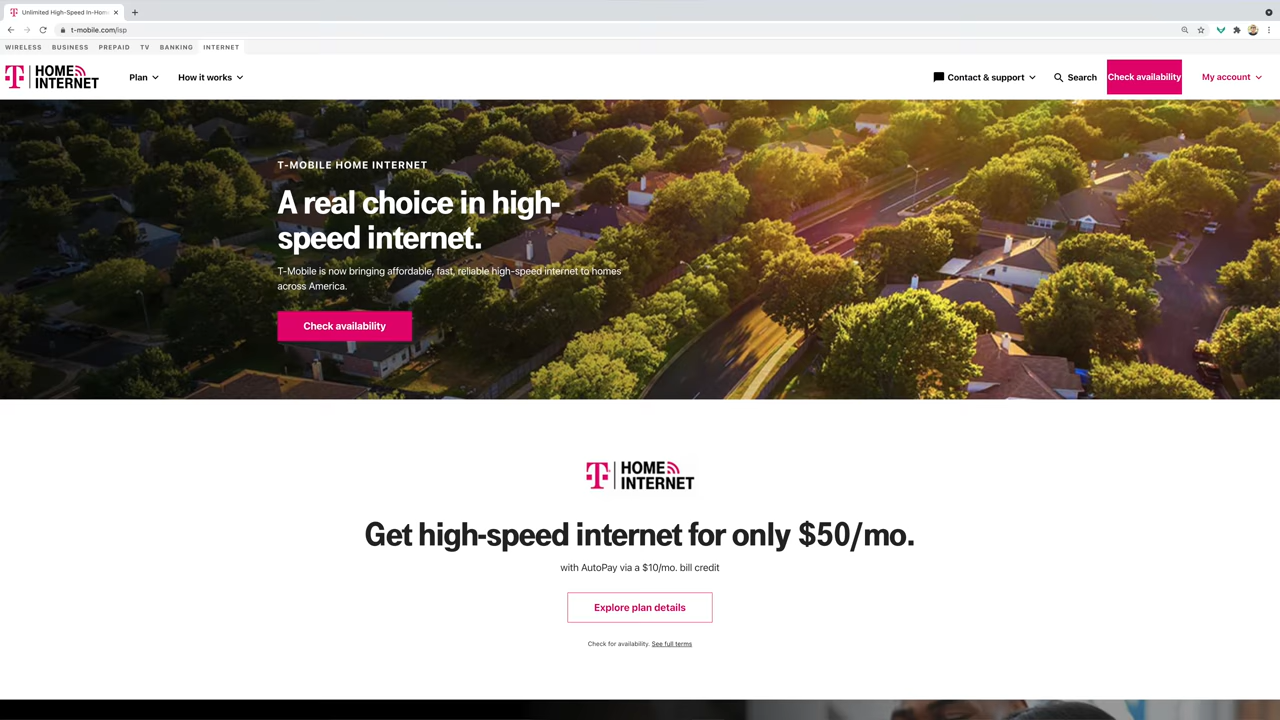 Unlimited High-Speed In-Hom
t-mobile.com/isp
WIRELESS BUSINESS PREPAID TV BANKING INTERNET
T HOME INTERNET
Plan
How it works
Contact & support
Search
Check availability
My account
T-MOBILE HOME INTERNET
A real choice in high-
speed internet.
T-Mobile is now bringing affordable, fast, reliable high-speed internet to homes
across America.
Check availability
T HOME
INTERNET
Get high-speed internet for only $50/mo.
with AutoPay via a $10/mo. bill credit
Explore plan details
Check for availability. See full terms